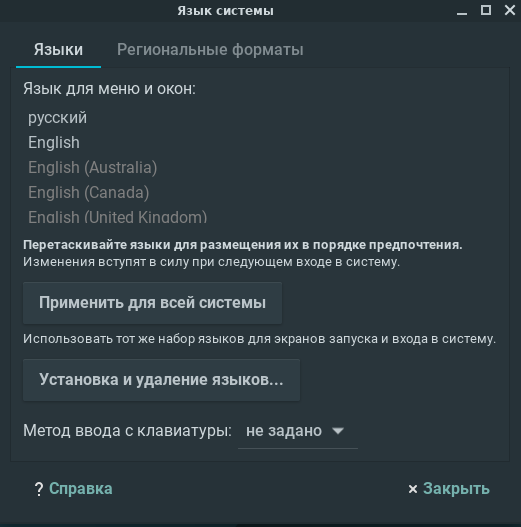 Язык системы
Языки
Региональные форматы
Язык для меню и окон:
русский
English
English (Australia)
English (Canada)
English (United Kingdom)
Перетаскивайте языки для размещения их в порядке предпочтения.
Изменения вступят в силу при следующем входе в систему.
Применить для всей системы
Использовать тот же набор языков для экранов запуска и входа в систему.
Установка и удаление языков...
Метод ввода с клавиатуры: не задано
? Справка
× Закрыть